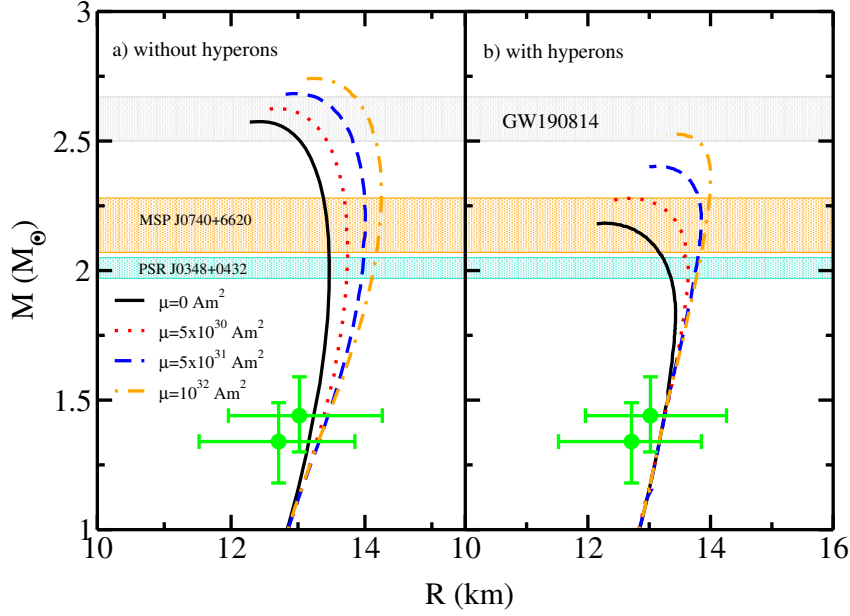 a) without hyperons
b) with hyperons
GW190814
MSP J0740+6620
PSR J0348+0432
μ=0 Am²
μ=5x10³⁰ Am²
μ=5x10³¹ Am²
μ=10³² Am²
M (M⊙)
3
2.5
2
1.5
1
10 12 14 10 12 14 16
R (km)